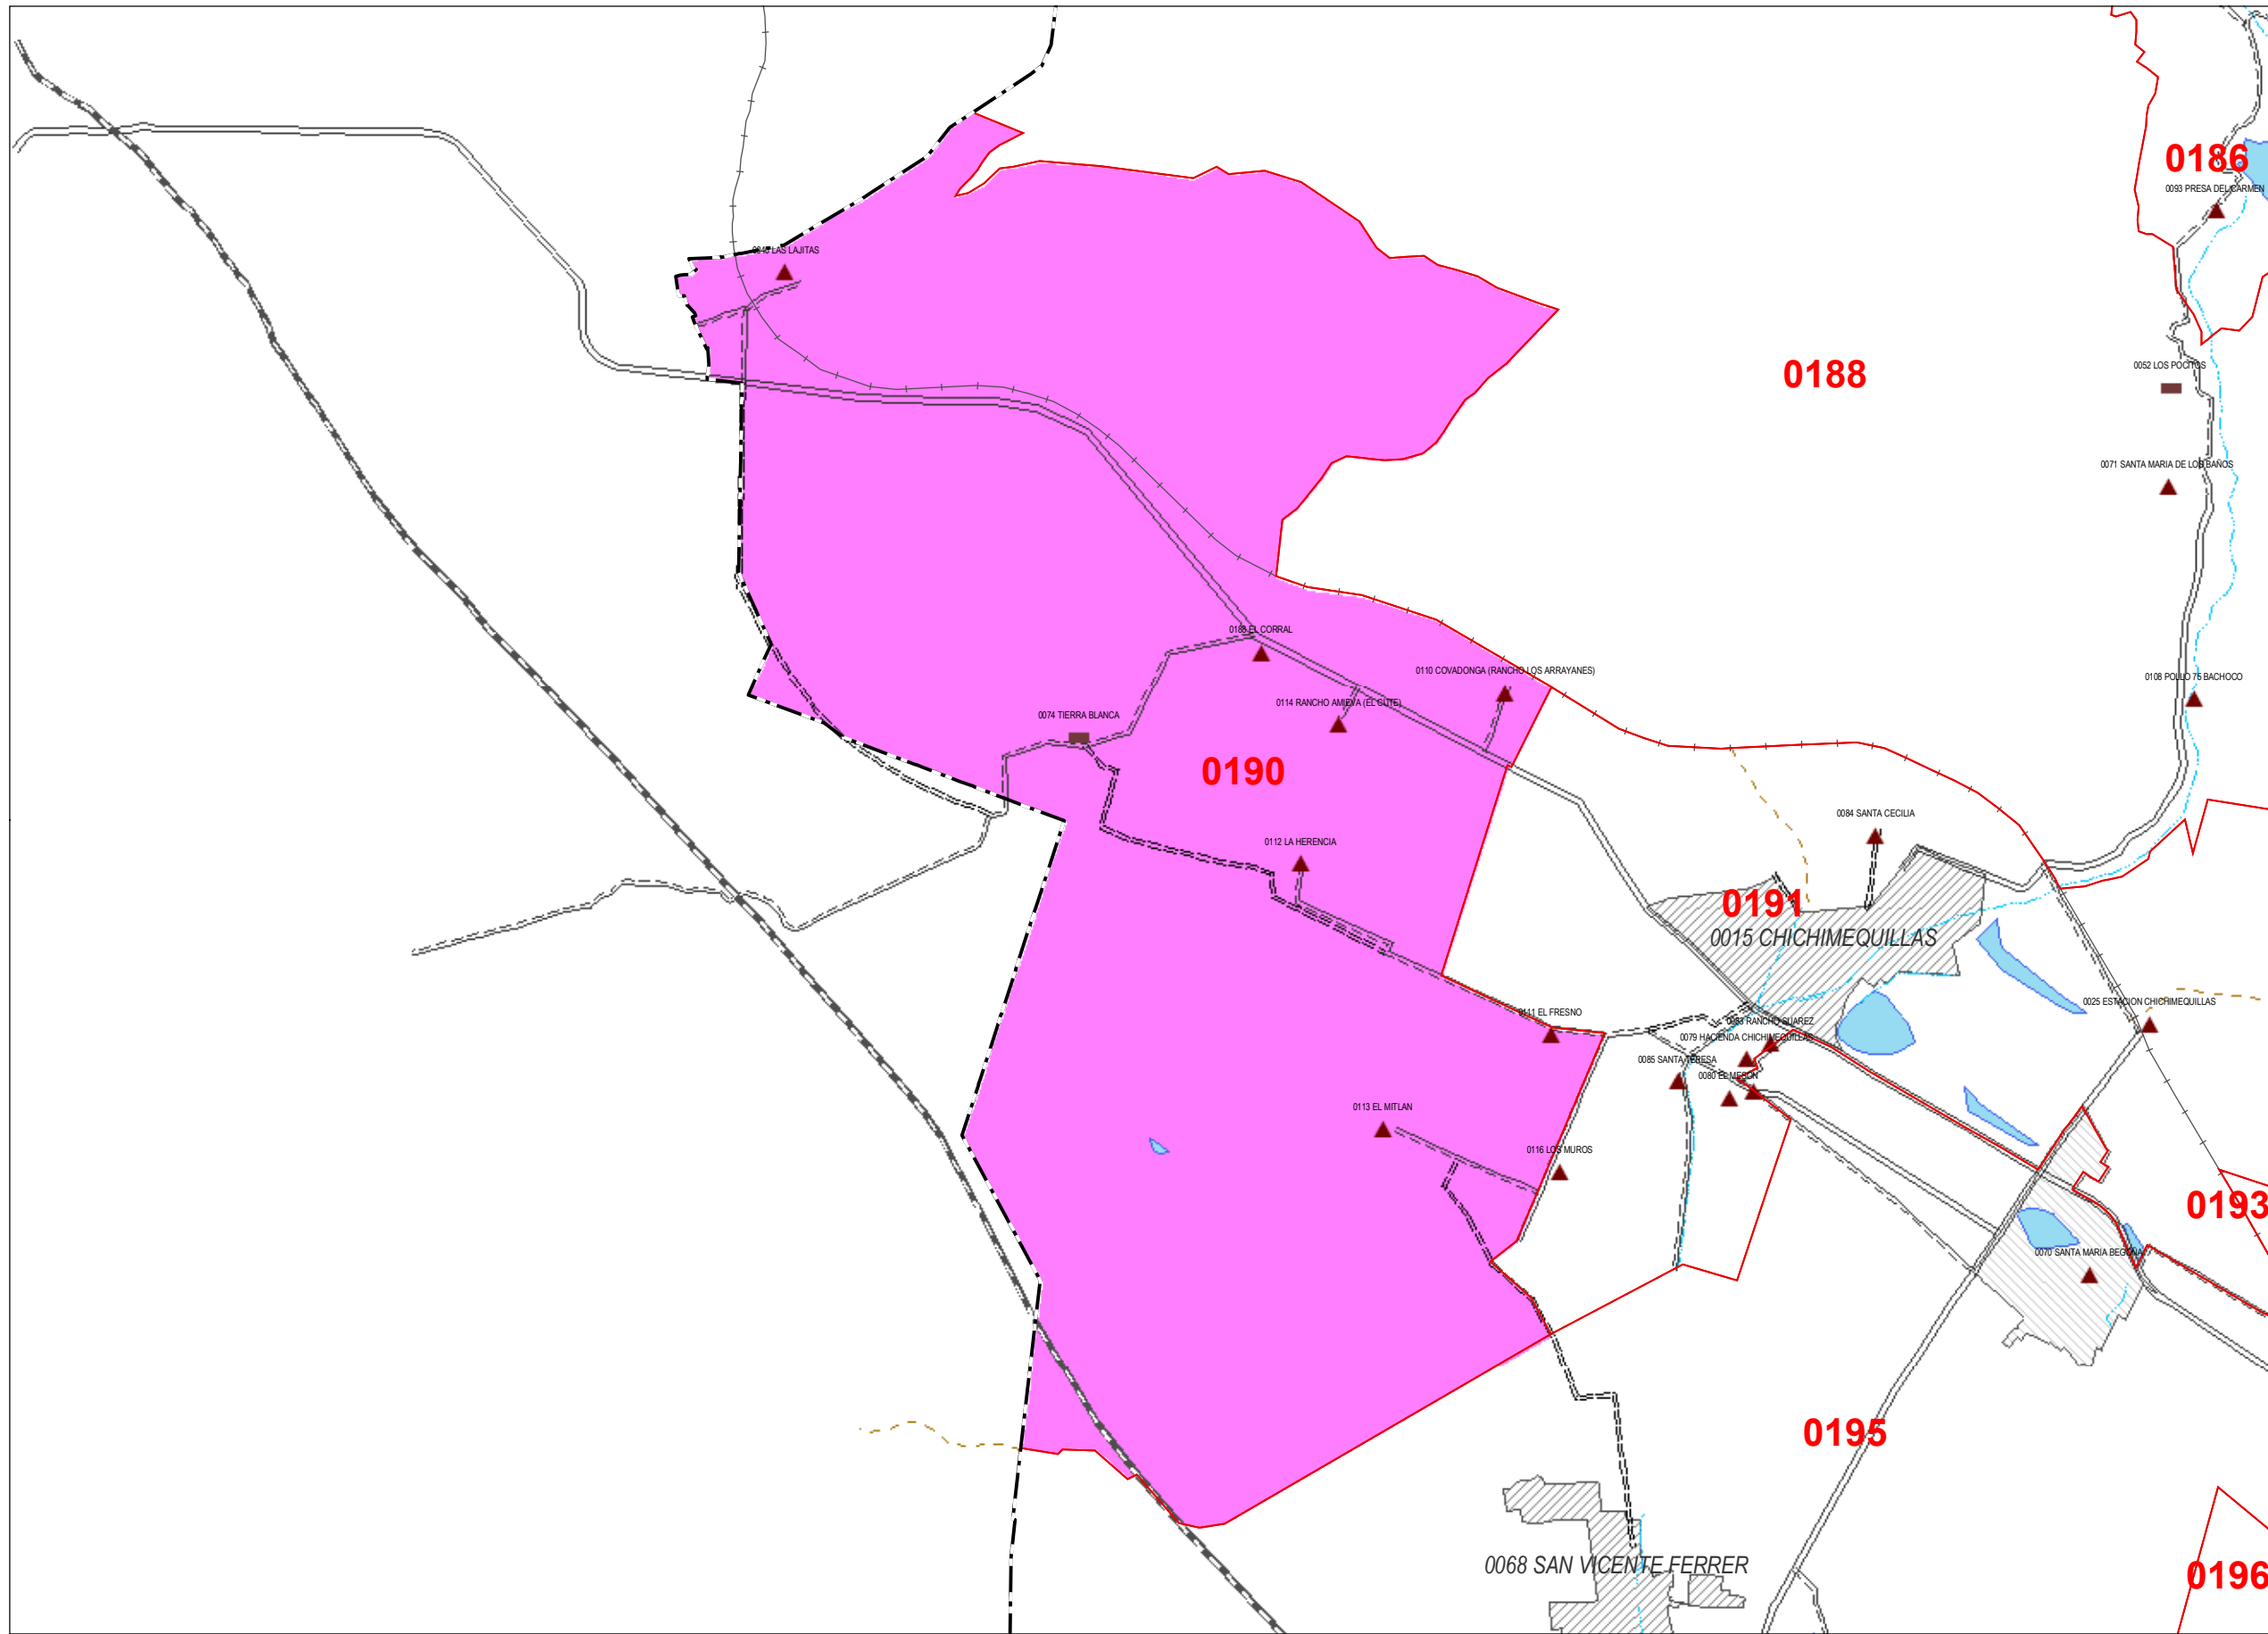 0186
0093 PRESA DEL CARMEN
LAS LAJITAS
0188
0052 LOS POCITOS
0071 SANTA MARIA DE LOS BAÑOS
0188 EL CORRAL
0110 COVADONGA (RANCHO LOS ARRAYANES)
0108 POLLO 75 BACHOCO
0114 RANCHO AMIEVA (EL CUTE)
0074 TIERRA BLANCA
0190
0084 SANTA CECILIA
0112 LA HERENCIA
0191
0015 CHICHIMEQUILLAS
0025 ESTACION CHICHIMEQUILLAS
0111 EL FRESNO
RANCHO SUAREZ
0079 HACIENDA CHICHIMEQUILLAS
0085 SANTA TERESA
0080 EL MESON
0113 EL MITLAN
0116 LOS MUROS
0193
0070 SANTA MARIA BEGOÑA
0195
0068 SAN VICENTE FERRER
0196